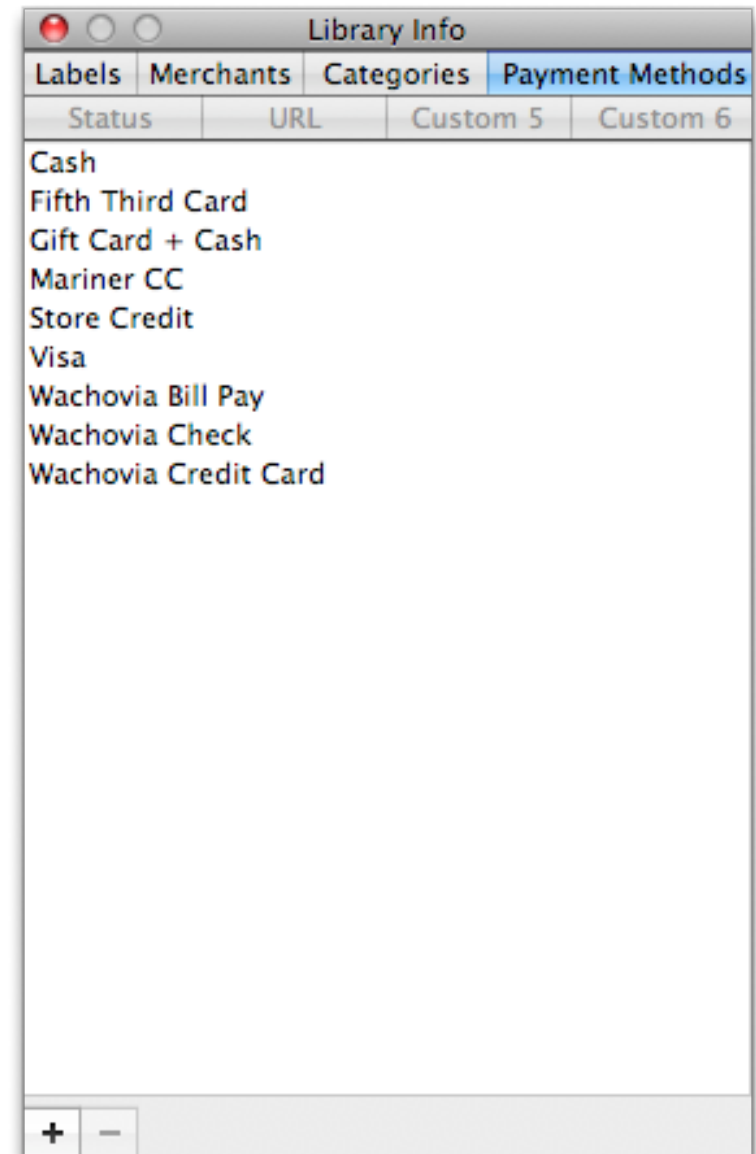 Library Info
Labels Merchants Categories Payment Methods
Status URL Custom 5 Custom 6
Cash
Fifth Third Card
Gift Card + Cash
Mariner CC
Store Credit
Visa
Wachovia Bill Pay
Wachovia Check
Wachovia Credit Card
+ −